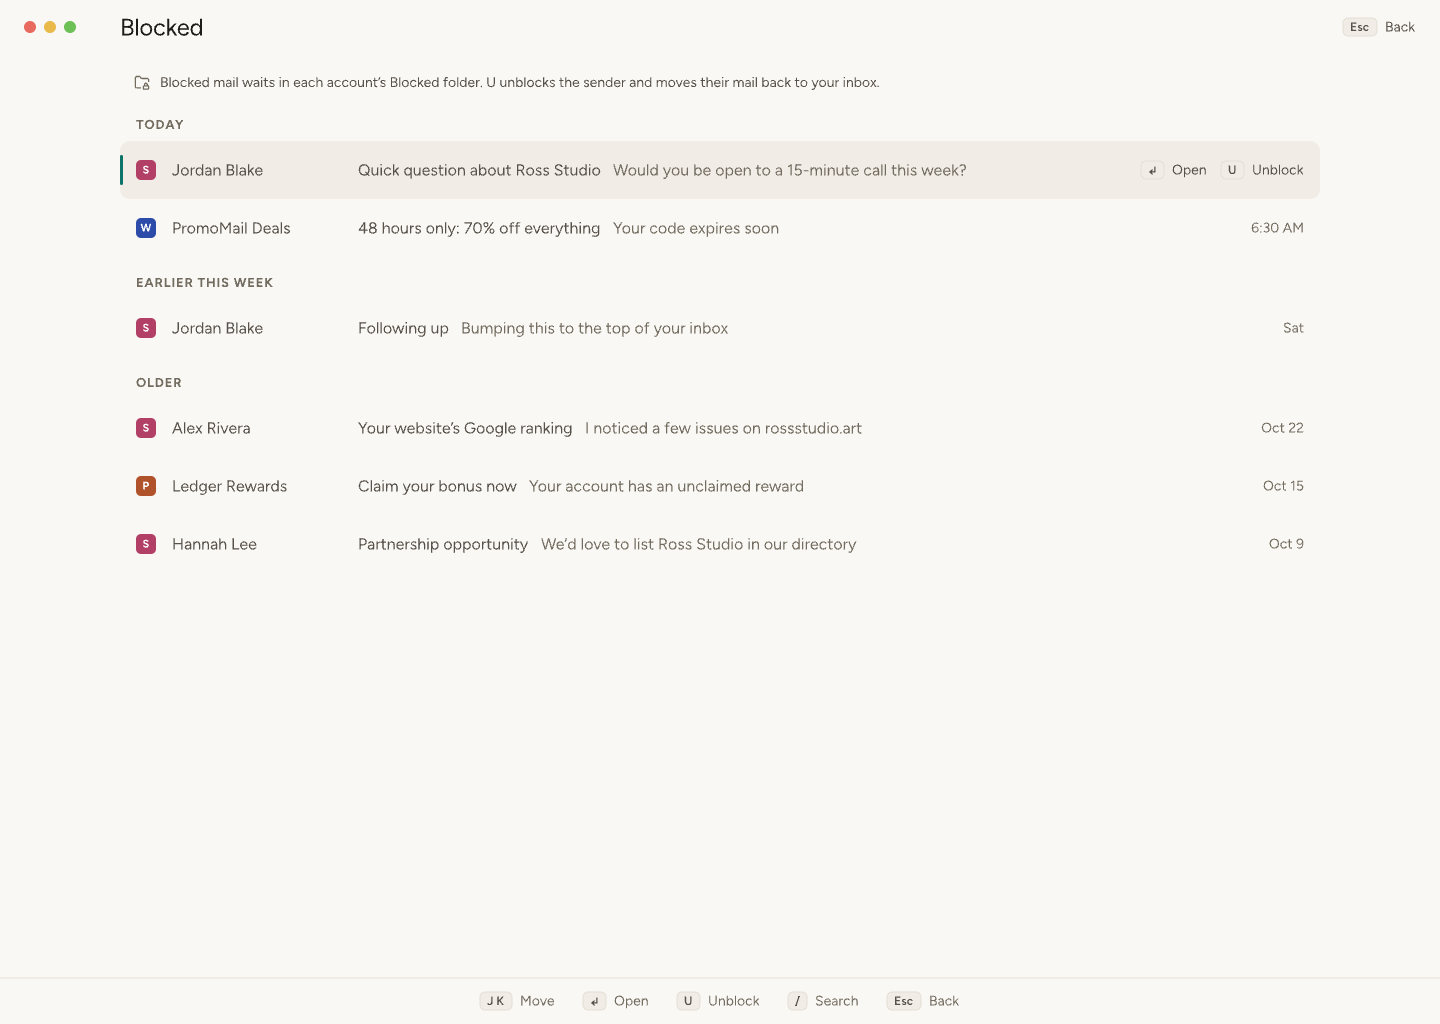 Blocked
Esc Back
Blocked mail waits in each account’s Blocked folder. U unblocks the sender and moves their mail back to your inbox.
TODAY
S Jordan Blake Quick question about Ross Studio Would you be open to a 15-minute call this week? ↲ Open U Unblock
W PromoMail Deals 48 hours only: 70% off everything Your code expires soon 6:30 AM
EARLIER THIS WEEK
S Jordan Blake Following up Bumping this to the top of your inbox Sat
OLDER
S Alex Rivera Your website’s Google ranking I noticed a few issues on rossstudio.art Oct 22
P Ledger Rewards Claim your bonus now Your account has an unclaimed reward Oct 15
S Hannah Lee Partnership opportunity We’d love to list Ross Studio in our directory Oct 9
J K Move ↲ Open U Unblock / Search Esc Back